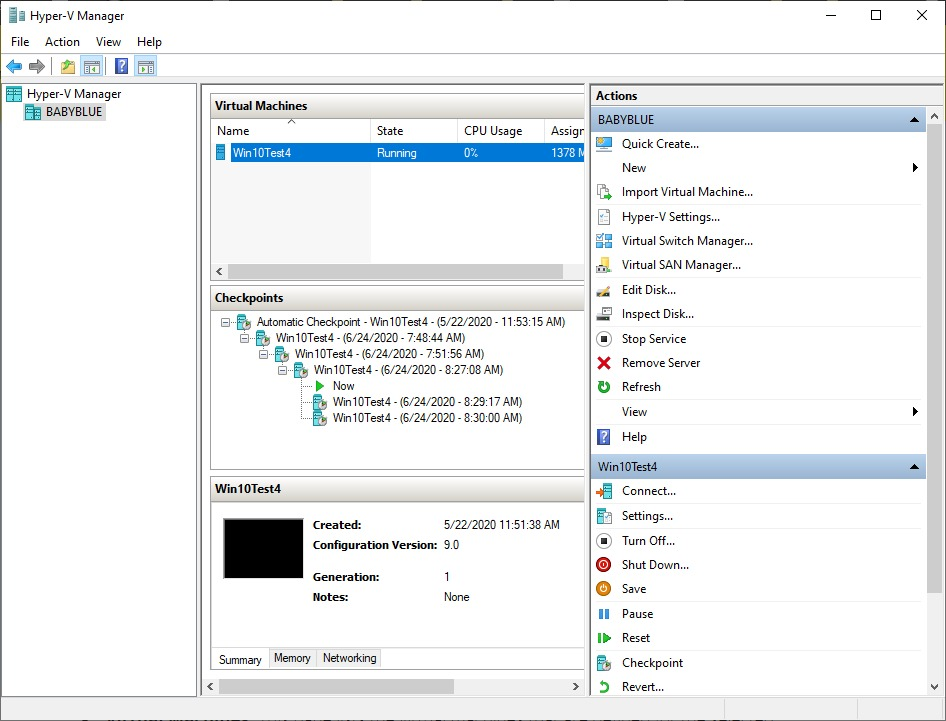 Hyper-V Manager
File Action View Help
Hyper-V Manager
BABYBLUE
Virtual Machines
Name State CPU Usage Assign
Win10Test4 Running 0% 1378 M
Checkpoints
Automatic Checkpoint - Win10Test4 - (5/22/2020 - 11:53:15 AM)
Win10Test4 - (6/24/2020 - 7:48:44 AM)
Win10Test4 - (6/24/2020 - 7:51:56 AM)
Win10Test4 - (6/24/2020 - 8:27:08 AM)
Now
Win10Test4 - (6/24/2020 - 8:29:17 AM)
Win10Test4 - (6/24/2020 - 8:30:00 AM)
Win10Test4
Created: 5/22/2020 11:51:38 AM
Configuration Version: 9.0
Generation: 1
Notes: None
Summary Memory Networking
Actions
BABYBLUE
Quick Create...
New
Import Virtual Machine...
Hyper-V Settings...
Virtual Switch Manager...
Virtual SAN Manager...
Edit Disk...
Inspect Disk...
Stop Service
Remove Server
Refresh
View
Help
Win10Test4
Connect...
Settings...
Turn Off...
Shut Down...
Save
Pause
Reset
Checkpoint
Revert...